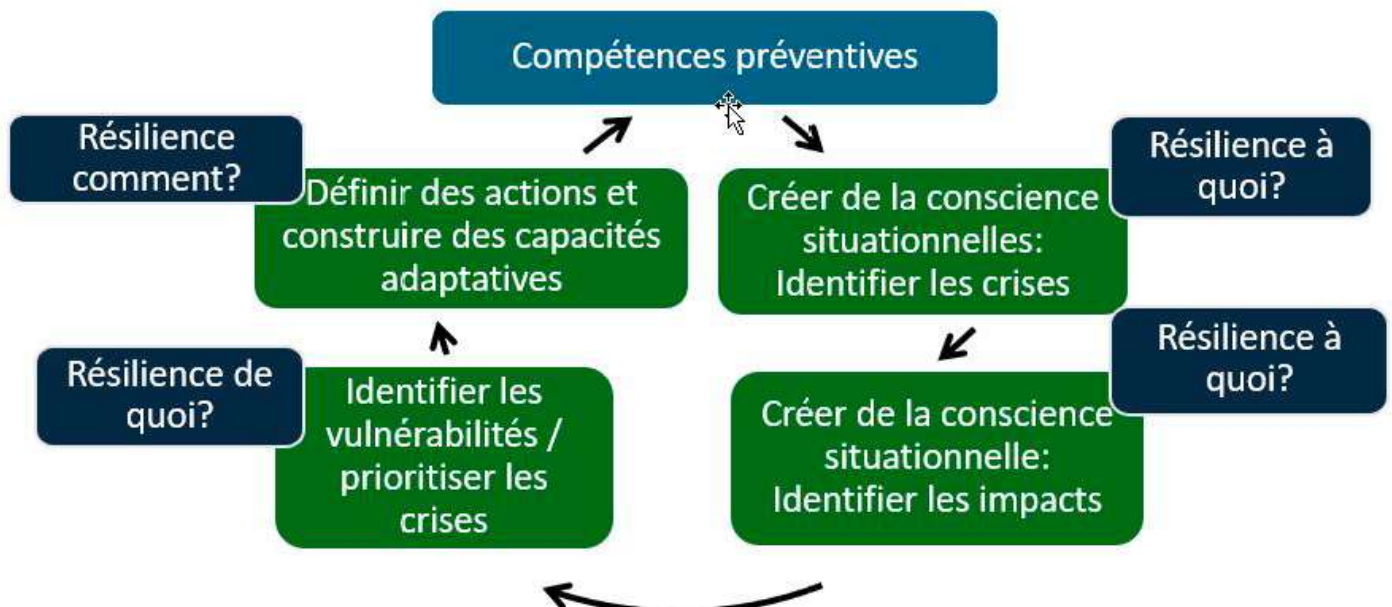 Compétences préventives
Résilience
comment?
Définir des actions et
construire des capacités
adaptatives
Résilience à
quoi?
Créer de la conscience
situationnelles:
Identifier les crises
Résilience de
quoi?
Identifier les
vulnérabilités /
prioritiser les
crises
Résilience à
quoi?
Créer de la conscience
situationnelle:
Identifier les impacts